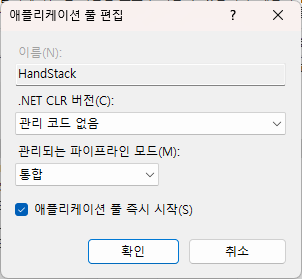 애플리케이션 풀 편집
이름(N):
HandStack
.NET CLR 버전(C):
관리 코드 없음
관리되는 파이프라인 모드(M):
통합
애플리케이션 풀 즉시 시작(S)
확인
취소